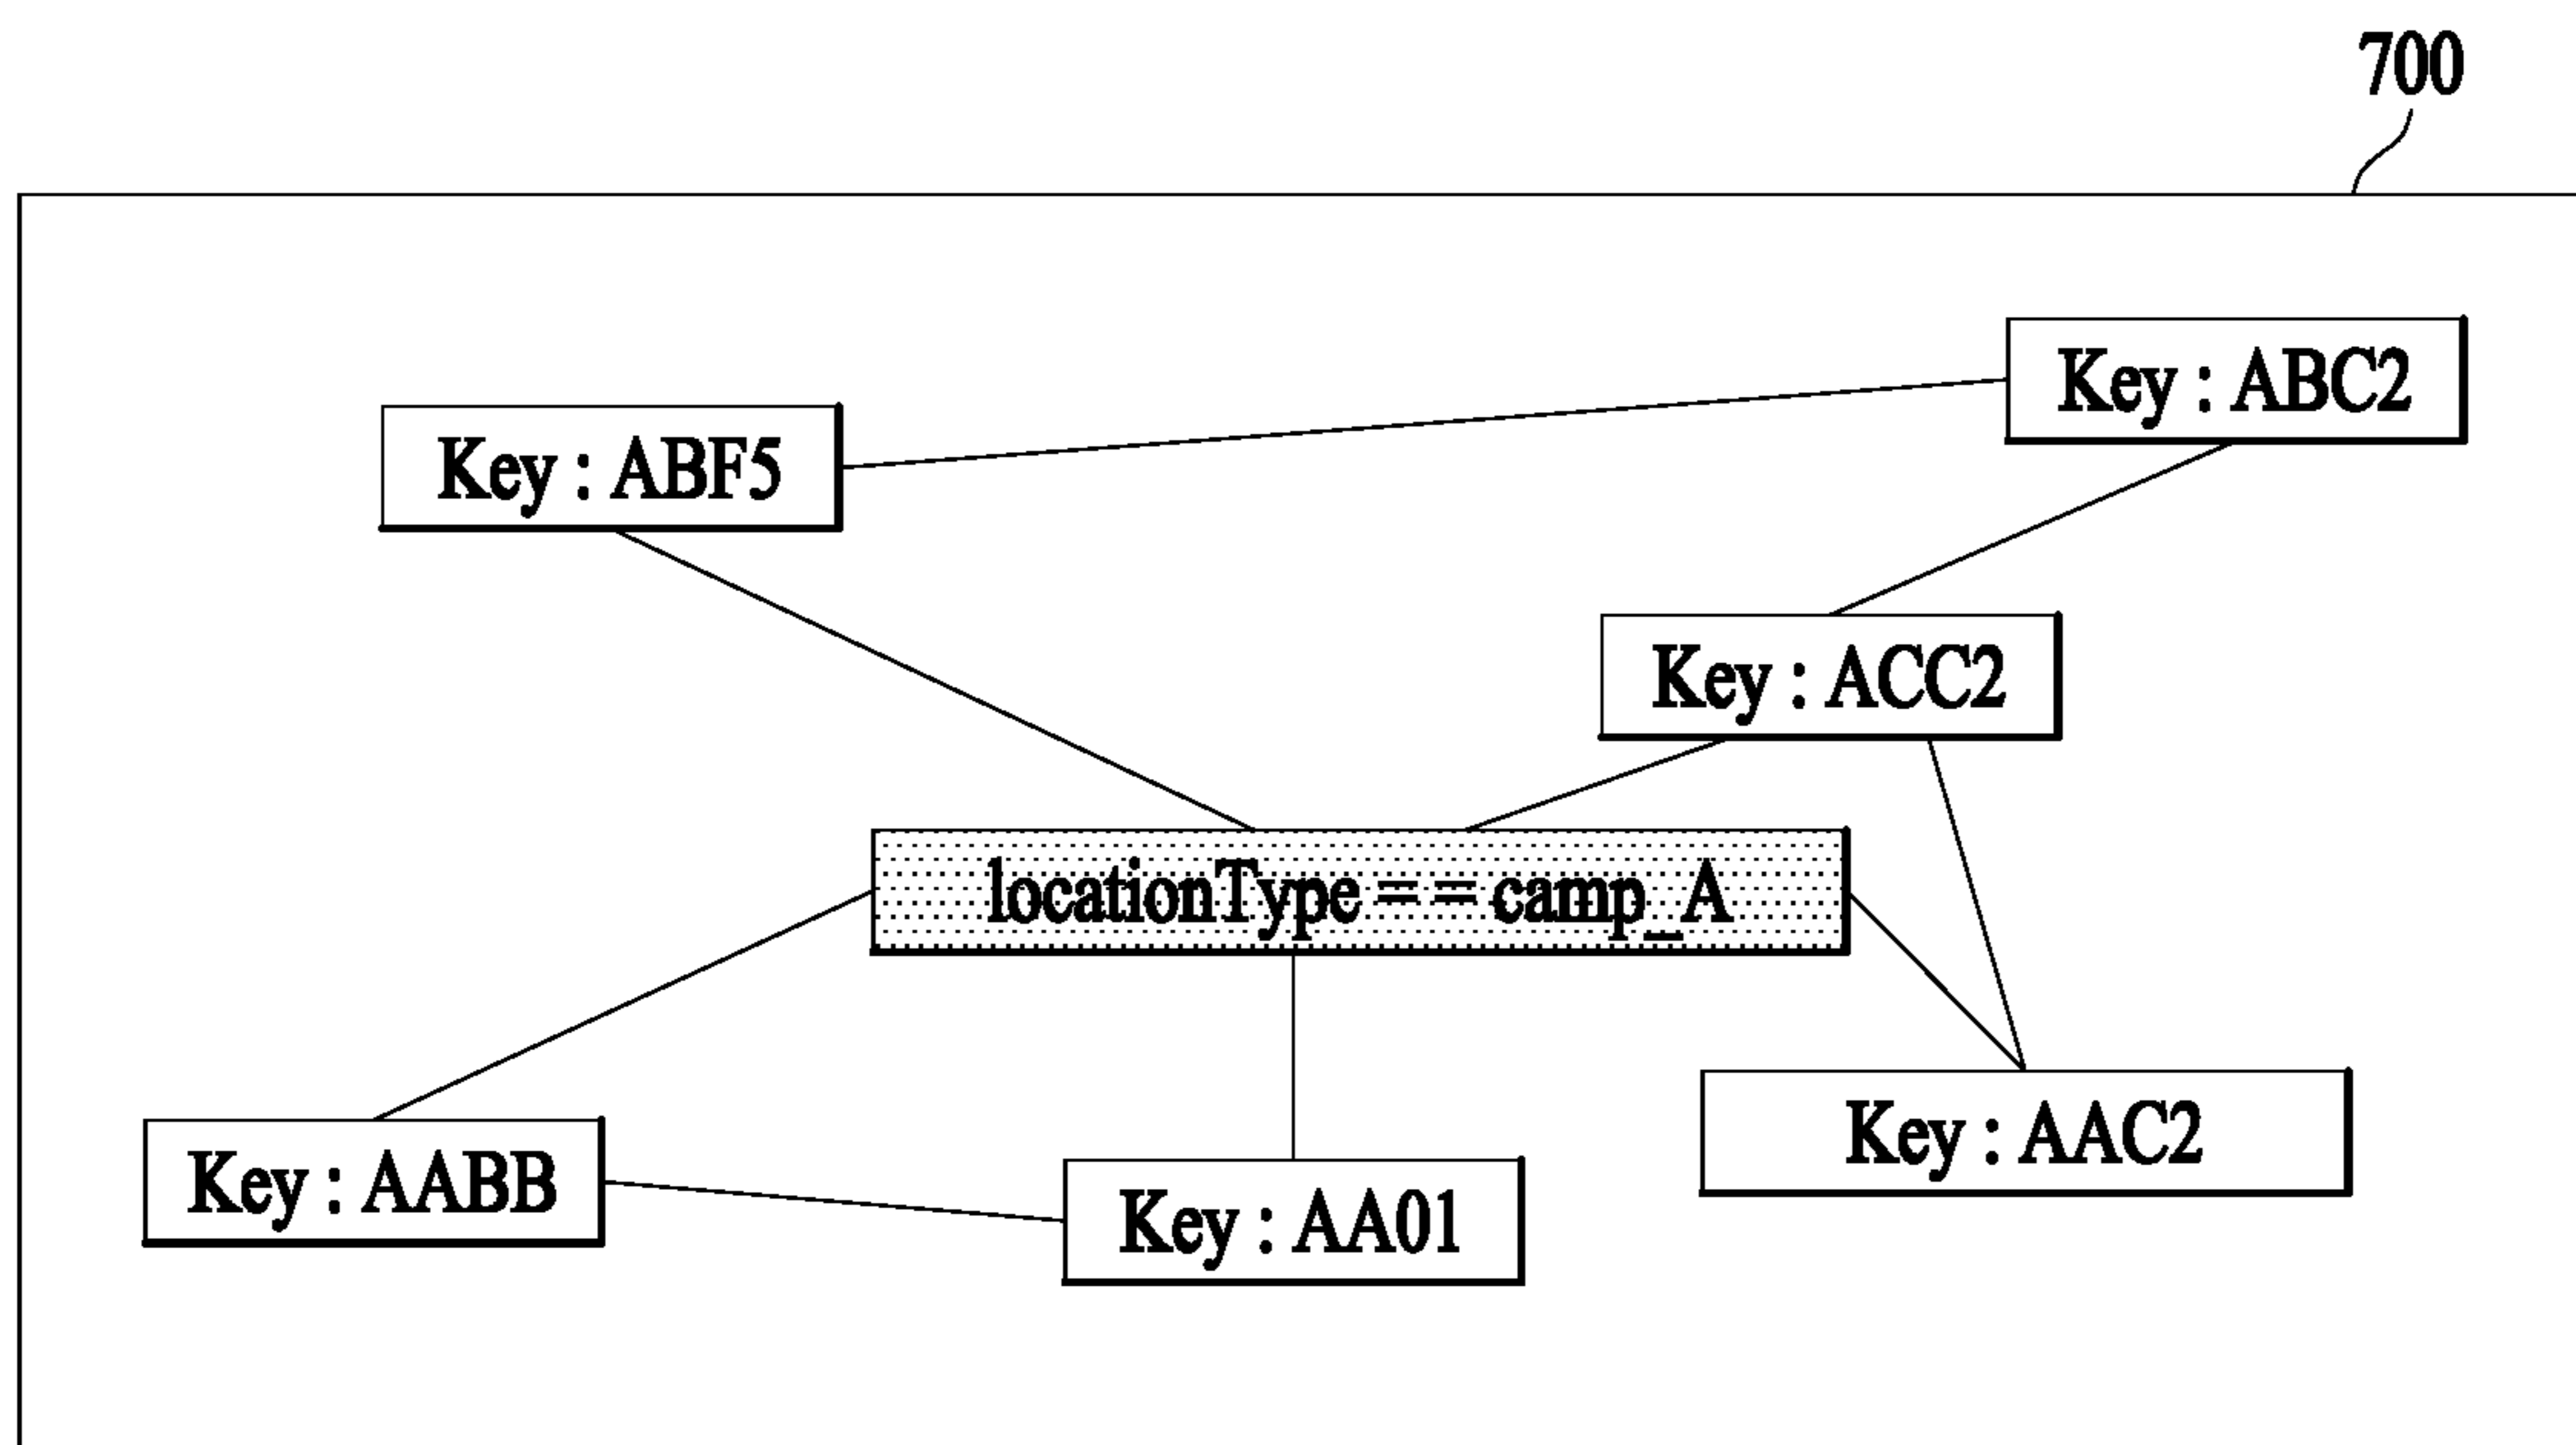 700
Key : ABC2
Key : ABF5
Key : ACC2
locationType = = camp_A
Key : AAC2
Key : AABB
Key : AA01